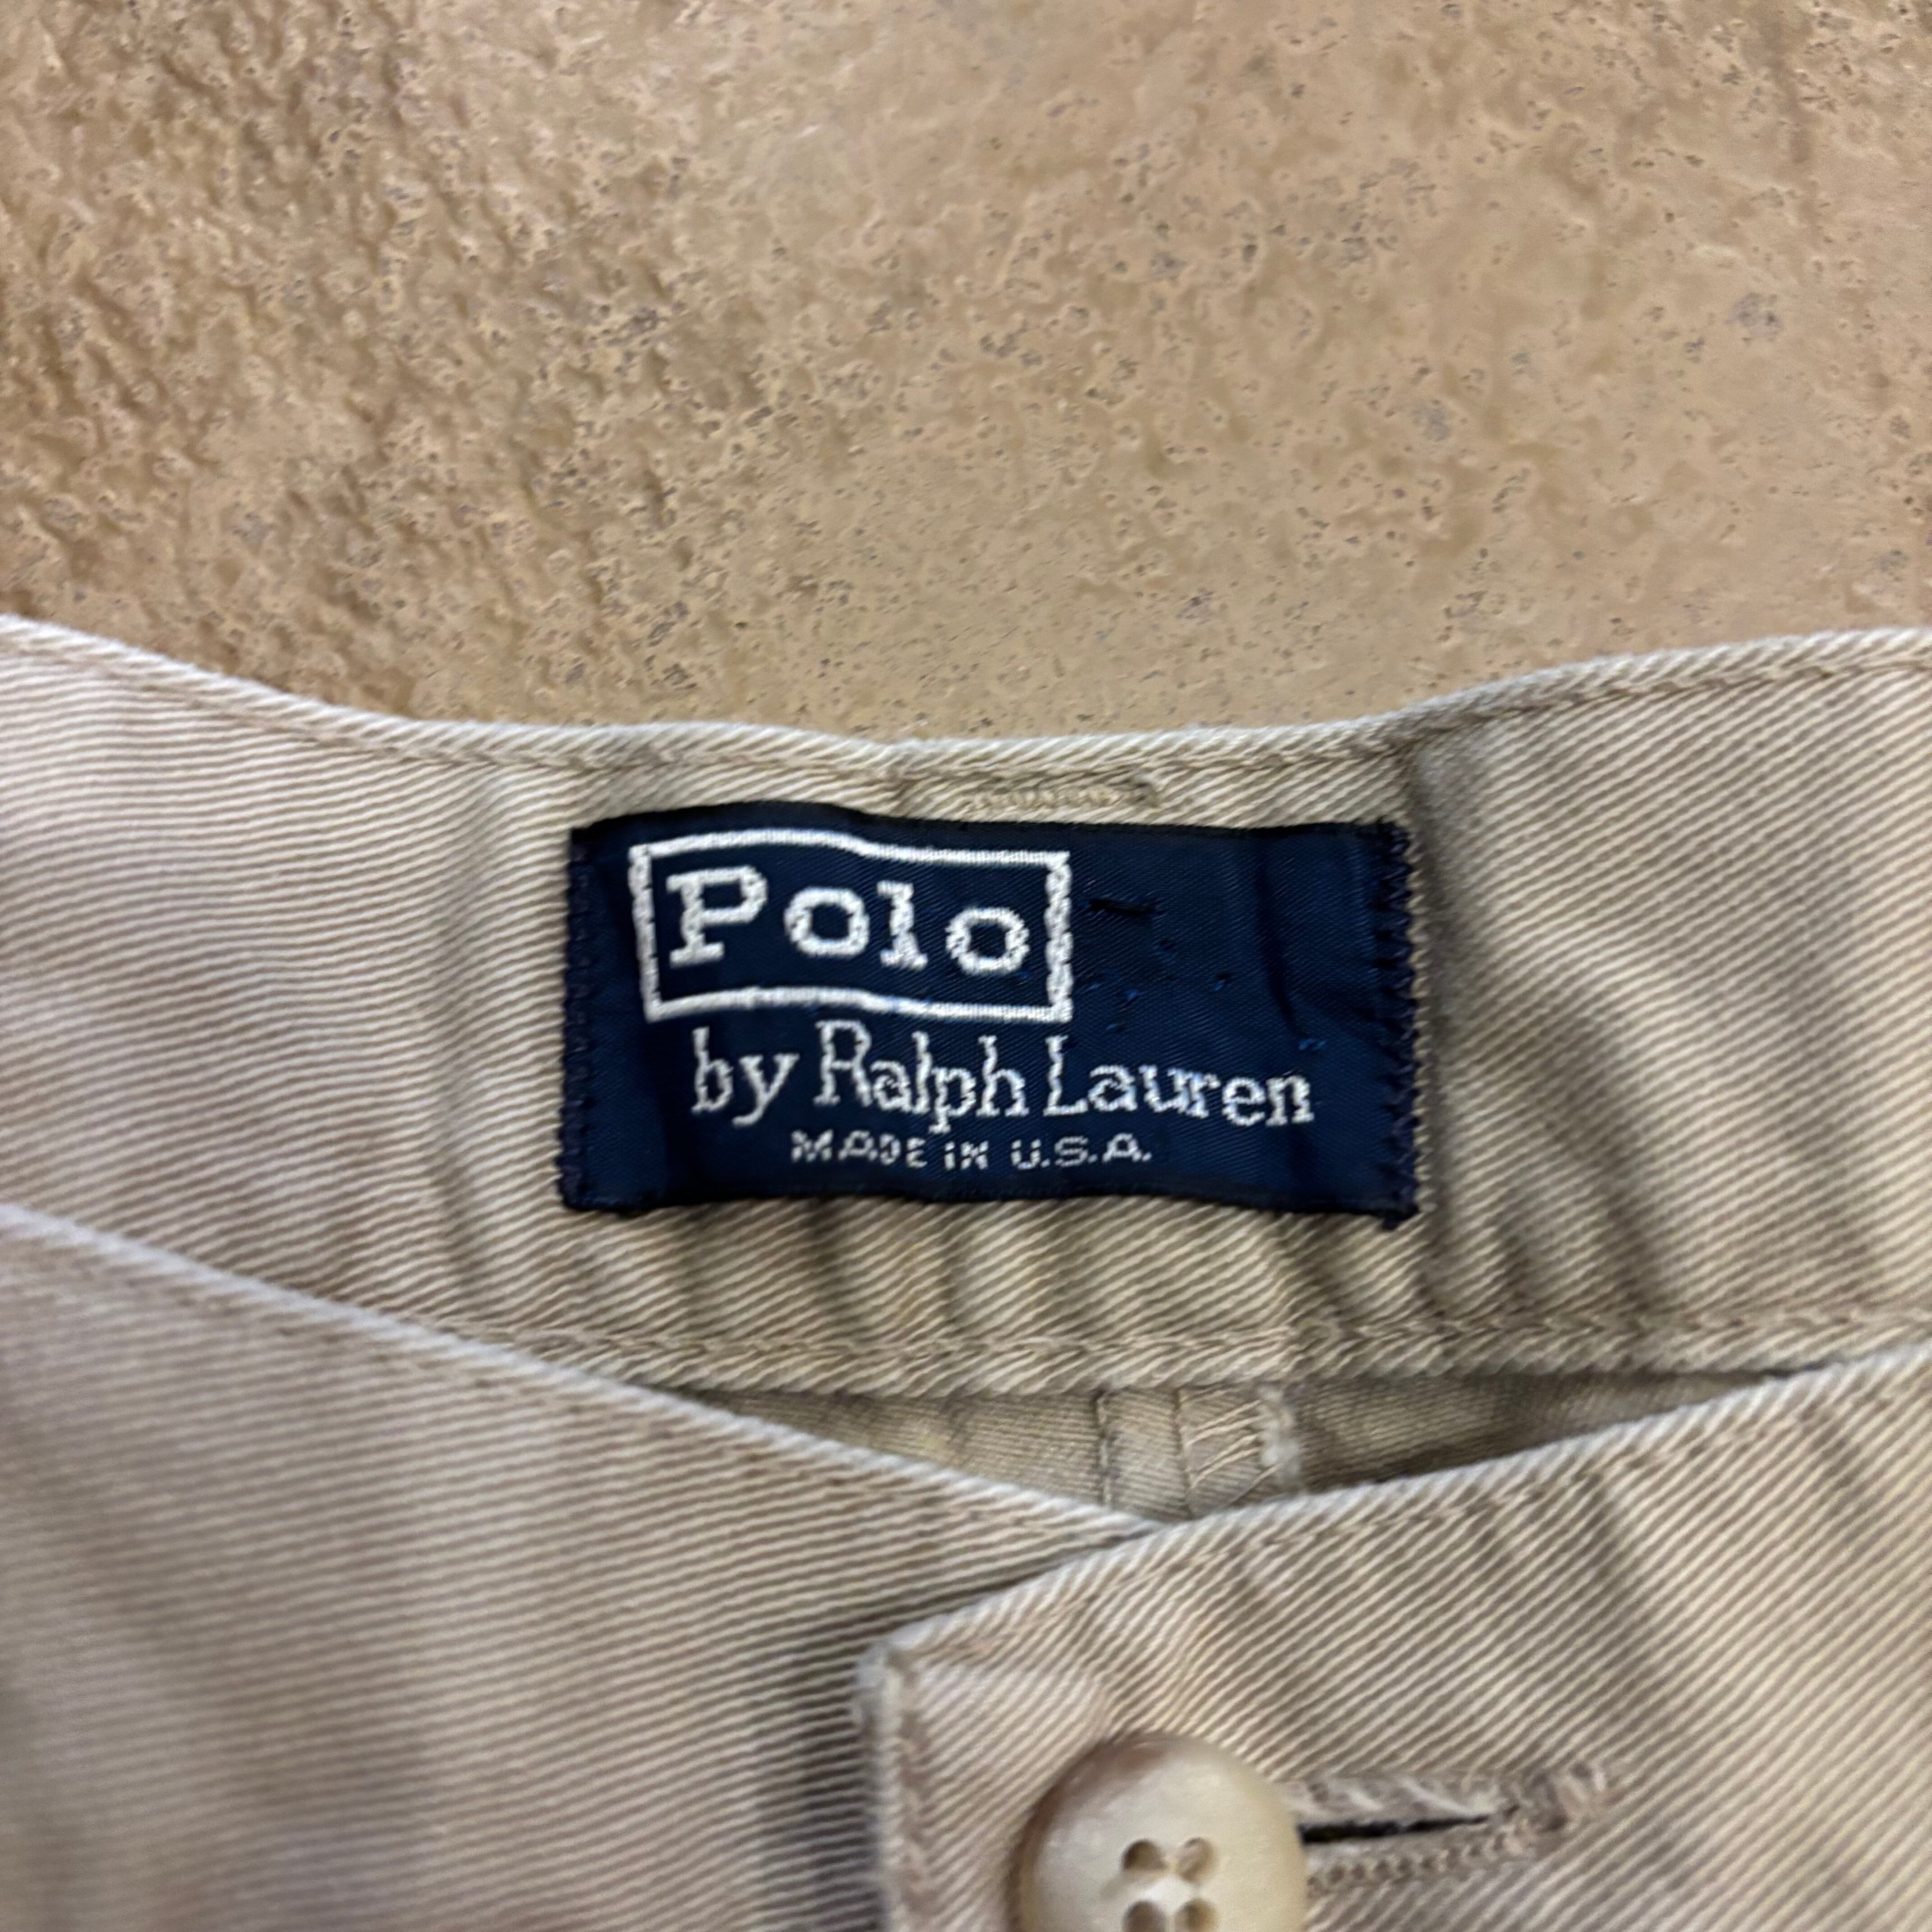 Polo
by Ralph Lauren
MADE IN U.S.A.